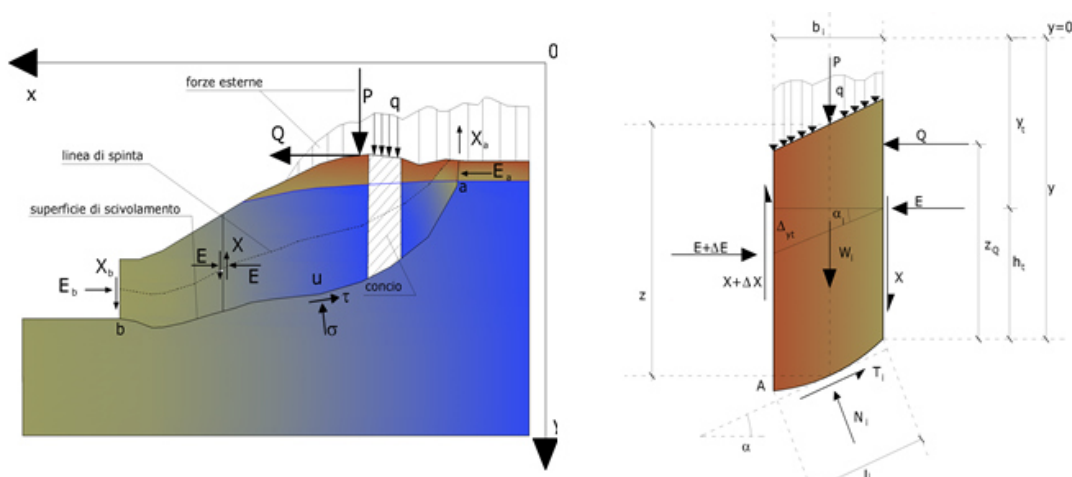 0
x
forze esterne
P
q
Q
X_a
linea di spinta
E_a
a
superficie di scivolamento
X
E
E
X_b
E_b
u
τ
concio
b
σ
y
b_i
y=0
P
q
y_t
Q
y
E
α_i
Δ_yt
E+ΔE
W_i
z_Q
h_t
X+ΔX
X
z
A
T_i
N_i
α